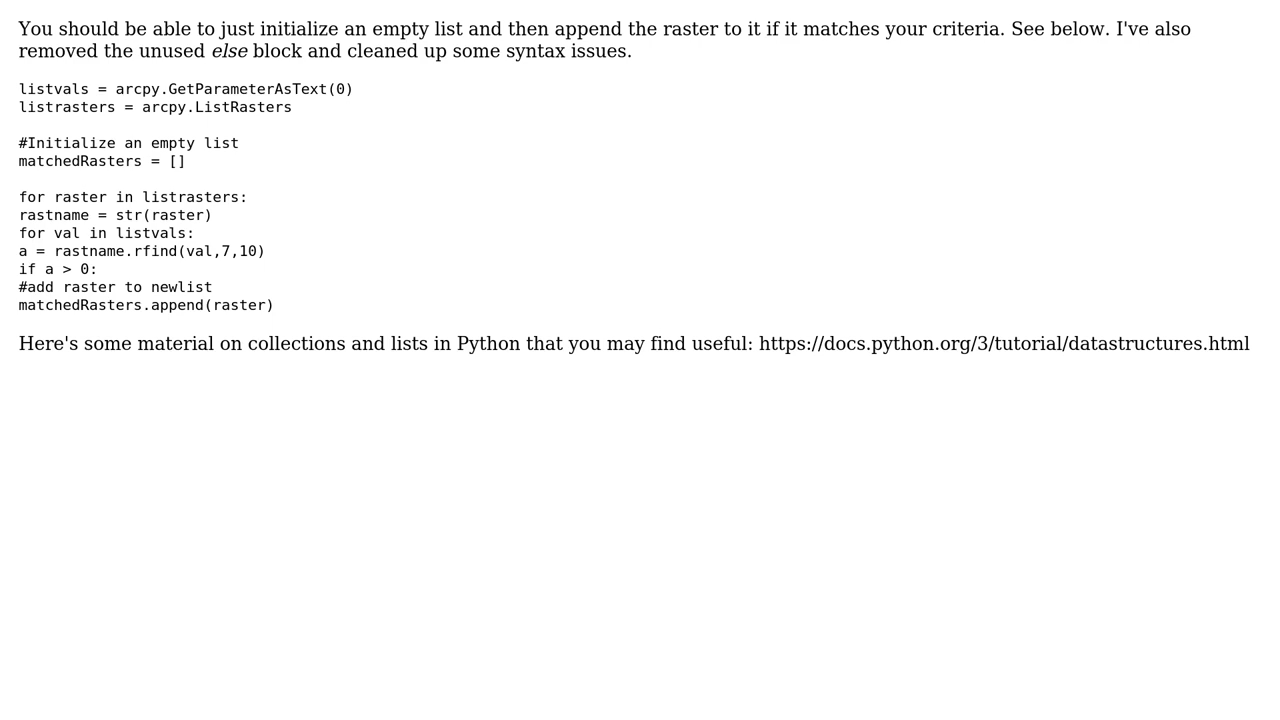 You should be able to just initialize an empty list and then append the raster to it if it matches your criteria. See below. I've also
removed the unused else block and cleaned up some syntax issues.
listvals = arcpy.GetParameterAsText(0)
listrasters = arcpy.ListRasters
#Initialize an empty list
matchedRasters = []
for raster in listrasters:
rastname = str(raster)
for val in listvals:
a = rastname.rfind(val,7,10)
if a > 0:
#add raster to newlist
matchedRasters.append(raster)
Here's some material on collections and lists in Python that you may find useful: https://docs.python.org/3/tutorial/datastructures.html